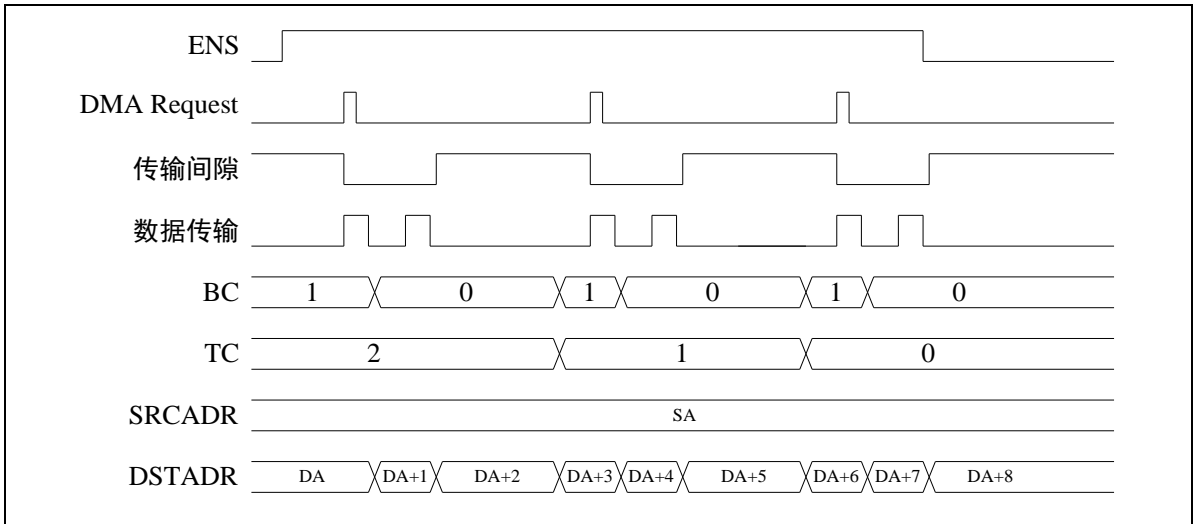 ENS
DMA Request
传输间隙
数据传输
BC 1 0 1 0 1 0
TC 2 1 0
SRCADR SA
DSTADR DA DA+1 DA+2 DA+3 DA+4 DA+5 DA+6 DA+7 DA+8